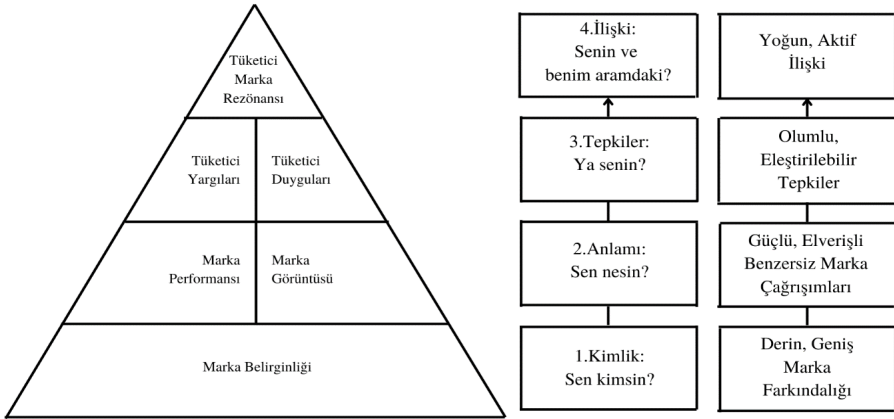 Tüketici
Marka
Rezönansı
Tüketici
Yargıları
Tüketici
Duyguları
Marka
Performansı
Marka
Görüntüsü
Marka Belirginliği
4.İlişki:
Senin ve
benim aramdaki?
3.Tepkiler:
Ya senin?
2.Anlamı:
Sen nesin?
1.Kimlik:
Sen kimsin?
Yoğun, Aktif
İlişki
Olumlu,
Eleştirilebilir
Tepkiler
Güçlü, Elverişli
Benzersiz Marka
Çağrışımları
Derin, Geniş
Marka
Farkındalığı